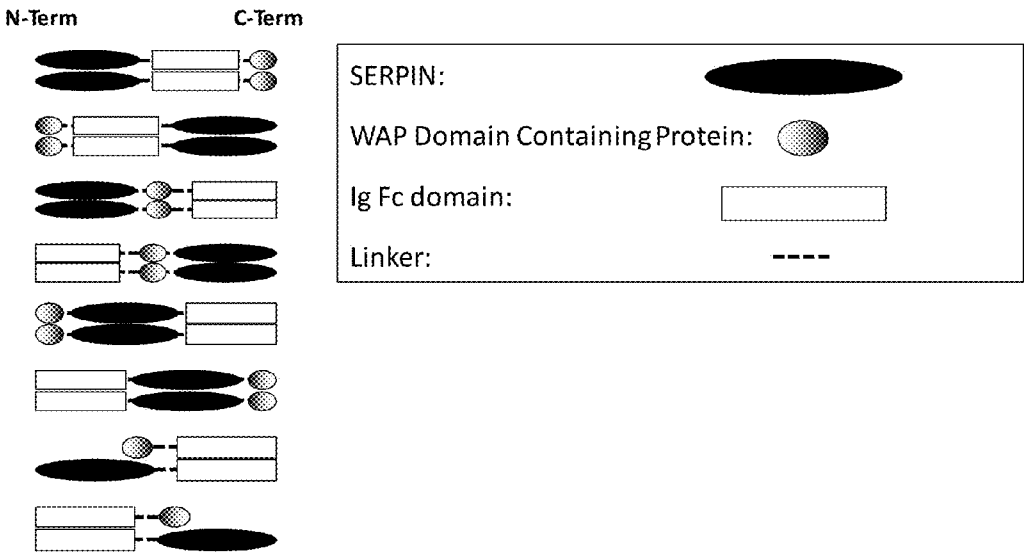 N-Term C-Term
SERPIN:
WAP Domain Containing Protein:
Ig Fc domain:
Linker: